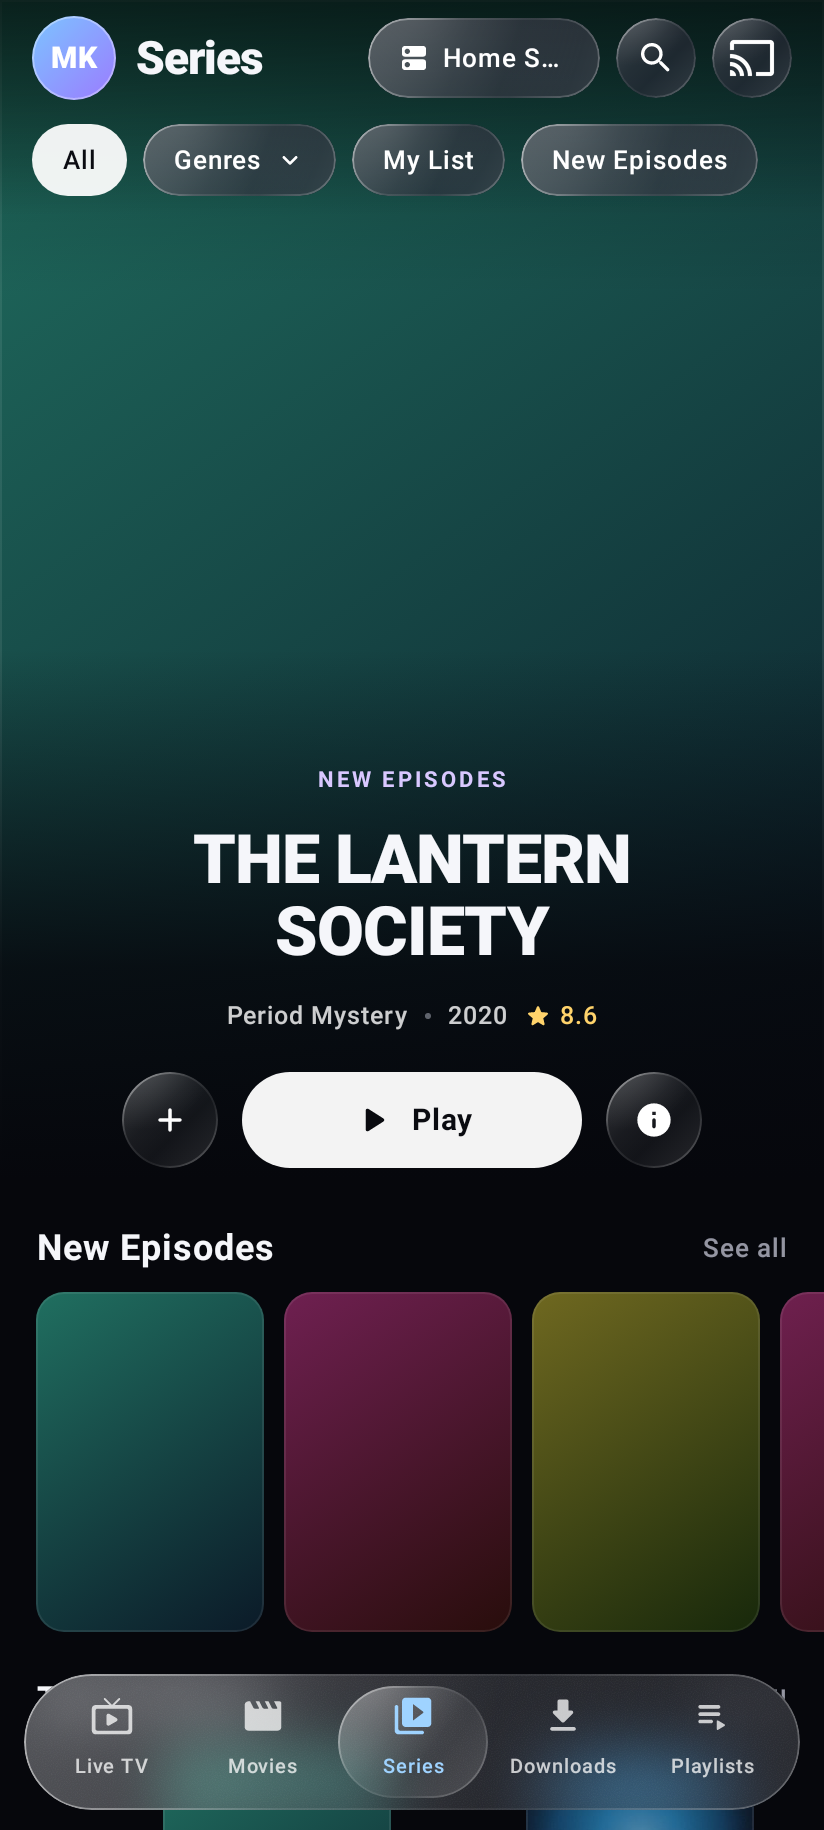 MK Series Home S...
All Genres My List New Episodes
NEW EPISODES
THE LANTERN
SOCIETY
Period Mystery • 2020 8.6
Play
New Episodes See all
Live TV Movies Series Downloads Playlists